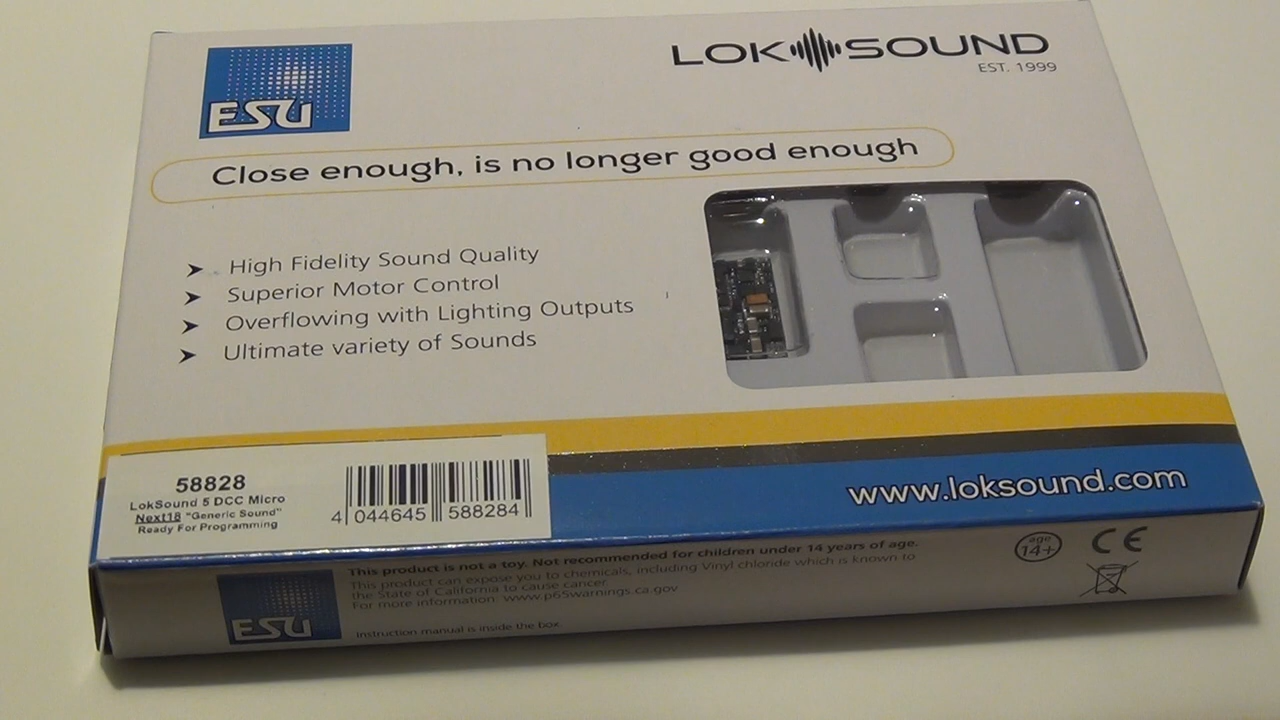 ESU
LOK SOUND
EST. 1999
Close enough, is no longer good enough
High Fidelity Sound Quality
Superior Motor Control
Overflowing with Lighting Outputs
Ultimate variety of Sounds
58828
LokSound 5 DCC Micro
Next18 "Generic Sound"
Ready For Programming
4 044645 588284
www.loksound.com
ESU
This product is not a toy. Not recommended for children under 14 years of age.
This product can expose you to chemicals, including Vinyl chloride which is known to
the State of California to cause cancer.
For more information: www.p65warnings.ca.gov
Instruction manual is inside the box.
age
14+
CE